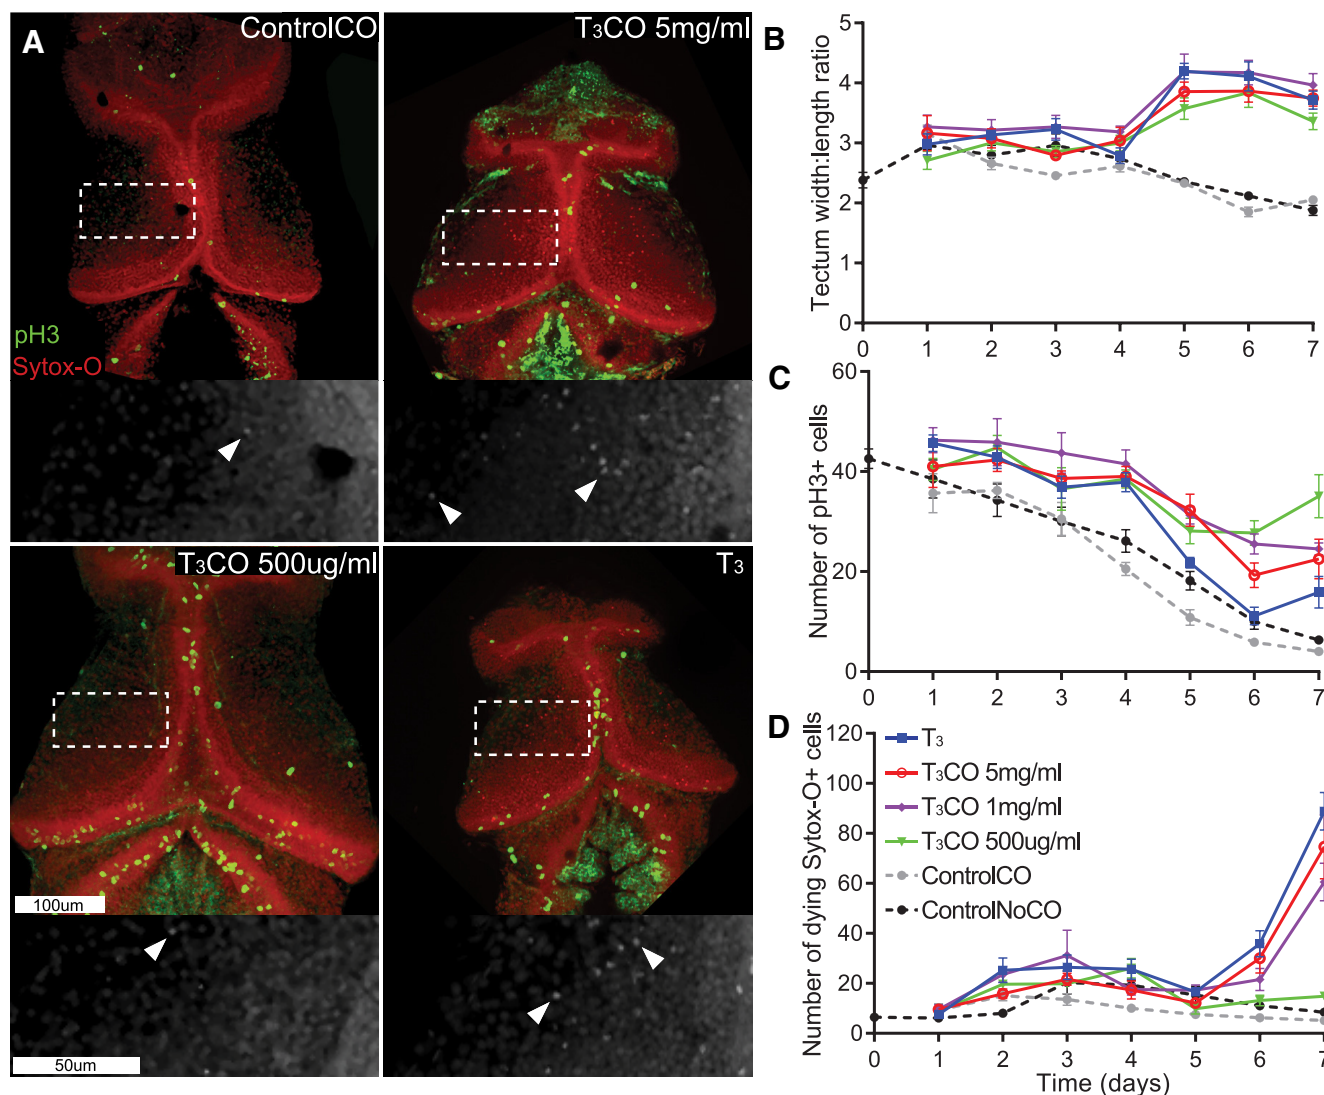 A
ControlCO
T3CO 5mg/ml
pH3
Sytox-O
T3CO 500ug/ml
T3
100um
50um
B
Tectum width:length ratio
5
4
3
2
1
0
0 1 2 3 4 5 6 7
C
Number of pH3+ cells
60
40
20
0
0 1 2 3 4 5 6 7
D
Number of dying Sytox-O+ cells
120
100
80
60
40
20
0
T3
T3CO 5mg/ml
T3CO 1mg/ml
T3CO 500ug/ml
ControlCO
ControlNoCO
0 1 2 3 4 5 6 7
Time (days)